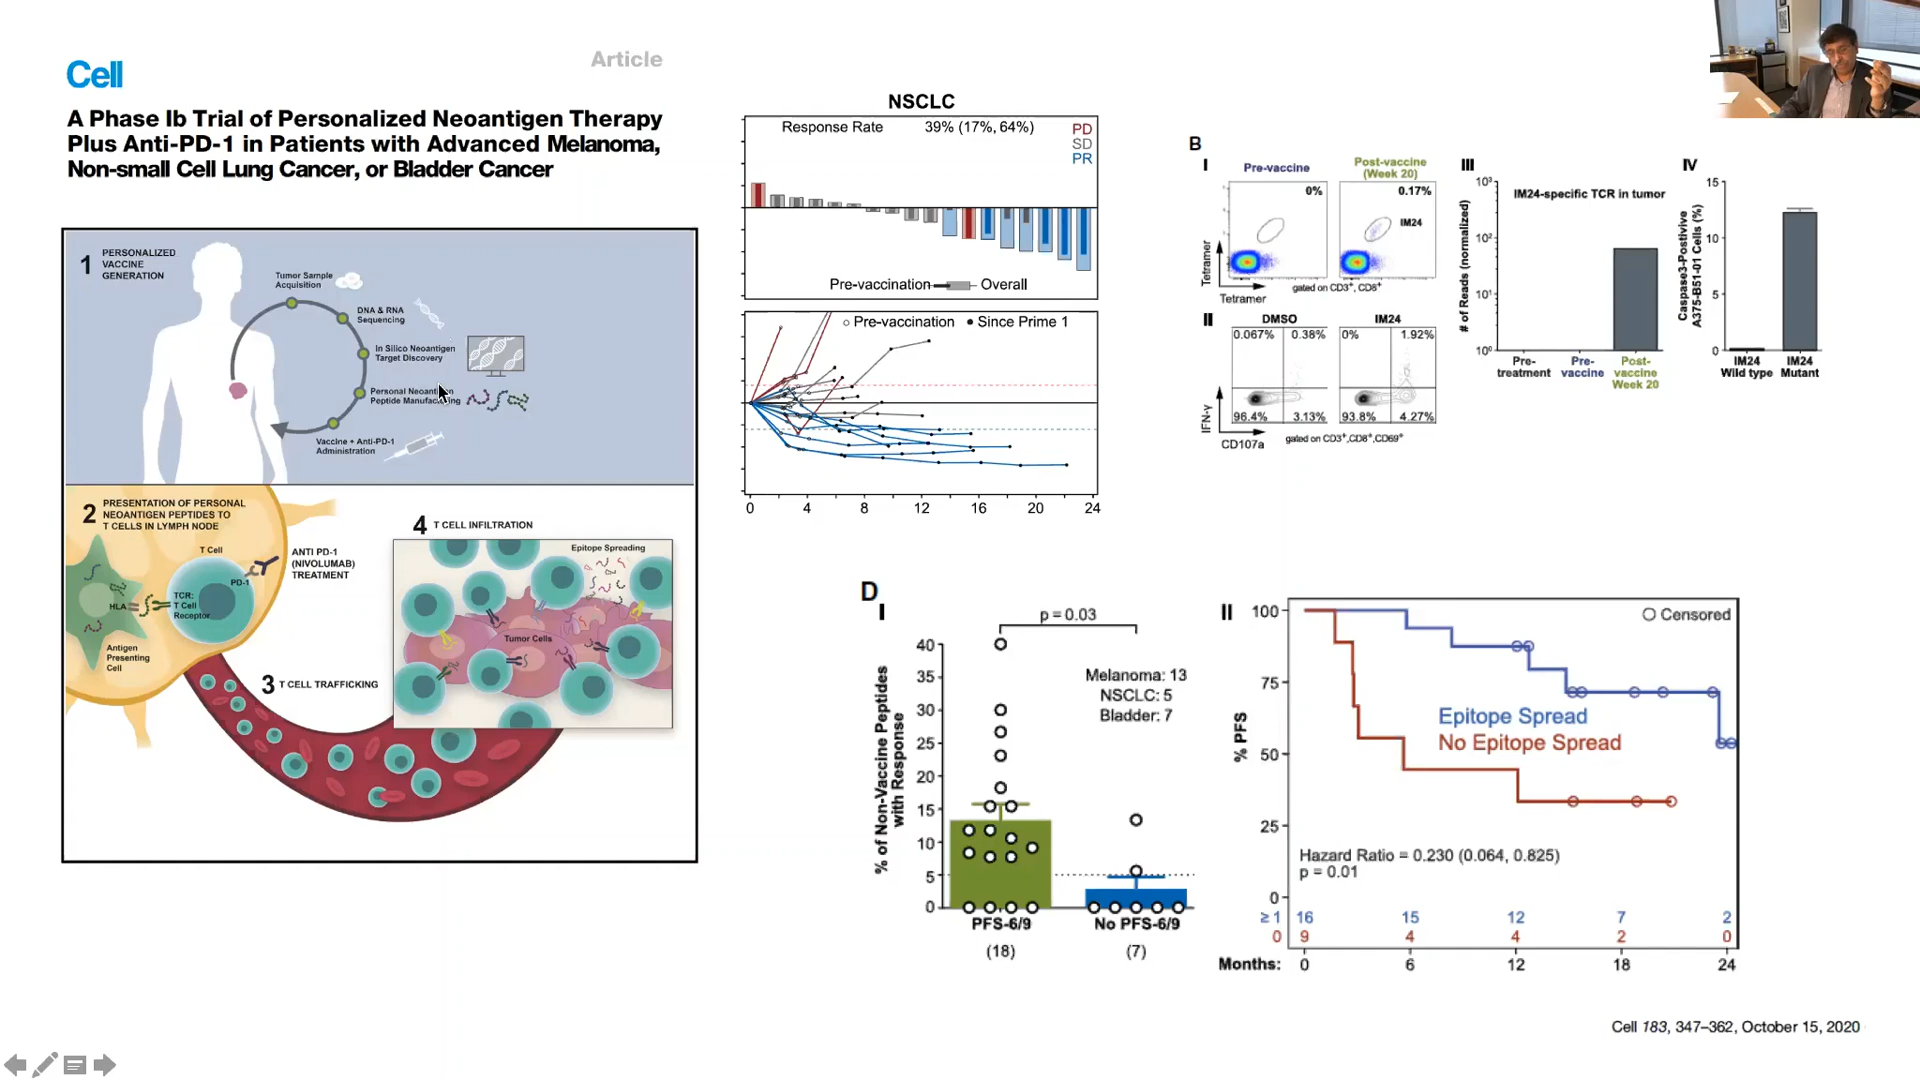 Article
Cell
A Phase Ib Trial of Personalized Neoantigen Therapy
Plus Anti-PD-1 in Patients with Advanced Melanoma,
Non-small Cell Lung Cancer, or Bladder Cancer
1 PERSONALIZED
VACCINE
GENERATION
Tumor Sample
Acquisition
DNA & RNA
Sequencing
In Silico Neoantigen
Target Discovery
Personal Neoantigen
Peptide Manufacturing
Vaccine + Anti-PD-1
Administration
2 PRESENTATION OF PERSONAL
NEOANTIGEN PEPTIDES TO
T CELLS IN LYMPH NODE
T Cell
PD-1
ANTI PD-1
(NIVOLUMAB)
TREATMENT
HLA
TCR:
T Cell
Receptor
Antigen
Presenting
Cell
3 T CELL TRAFFICKING
4 T CELL INFILTRATION
Epitope Spreading
Tumor Cells
NSCLC
Response Rate 39% (17%, 64%)
PD
SD
PR
Pre-vaccination Overall
Pre-vaccination Since Prime 1
0 4 8 12 16 20 24
B
I
Pre-vaccine
Post-vaccine
(Week 20)
0%
0.17%
IM24
Tetramer
Tetramer
gated on CD3+, CD8+
II
DMSO
IM24
0.067% 0.38%
0% 1.92%
96.4% 3.13%
93.8% 4.27%
IFN-γ
CD107a
gated on CD3+,CD8+,CD69+
III
IM24-specific TCR in tumor
# of Reads (normalized)
10³
10²
10¹
10⁰
Pre-
treatment
Pre-
vaccine
Post-
vaccine
Week 20
IV
Caspase3-Postivive
A375-B51-01 Cells (%)
15
10
5
0
IM24
Wild type
IM24
Mutant
D
I
p = 0.03
Melanoma: 13
NSCLC: 5
Bladder: 7
% of Non-Vaccine Peptides
with Response
40
35
30
25
20
15
10
5
0
PFS-6/9
(18)
No PFS-6/9
(7)
II
Censored
% PFS
100
75
50
25
0
Epitope Spread
No Epitope Spread
Hazard Ratio = 0.230 (0.064, 0.825)
p = 0.01
≥ 1 16 15 12 7 2
0 9 4 4 2 0
Months: 0 6 12 18 24
Cell 183, 347–362, October 15, 2020